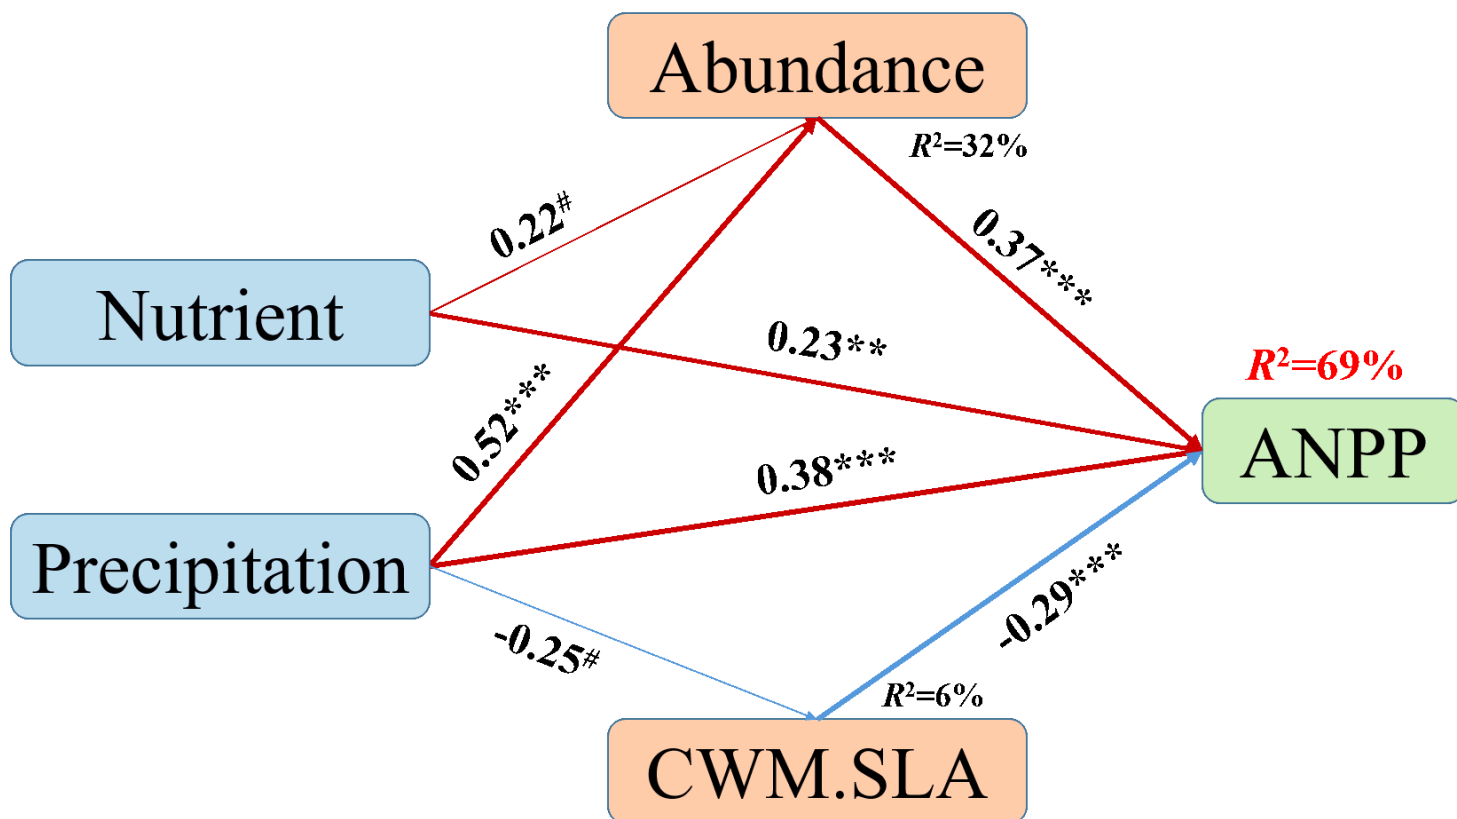 Abundance
R²=32%
0.22#
0.37***
Nutrient
0.23**
R²=69%
0.52***
ANPP
0.38***
Precipitation
-0.25#
-0.29***
R²=6%
CWM.SLA